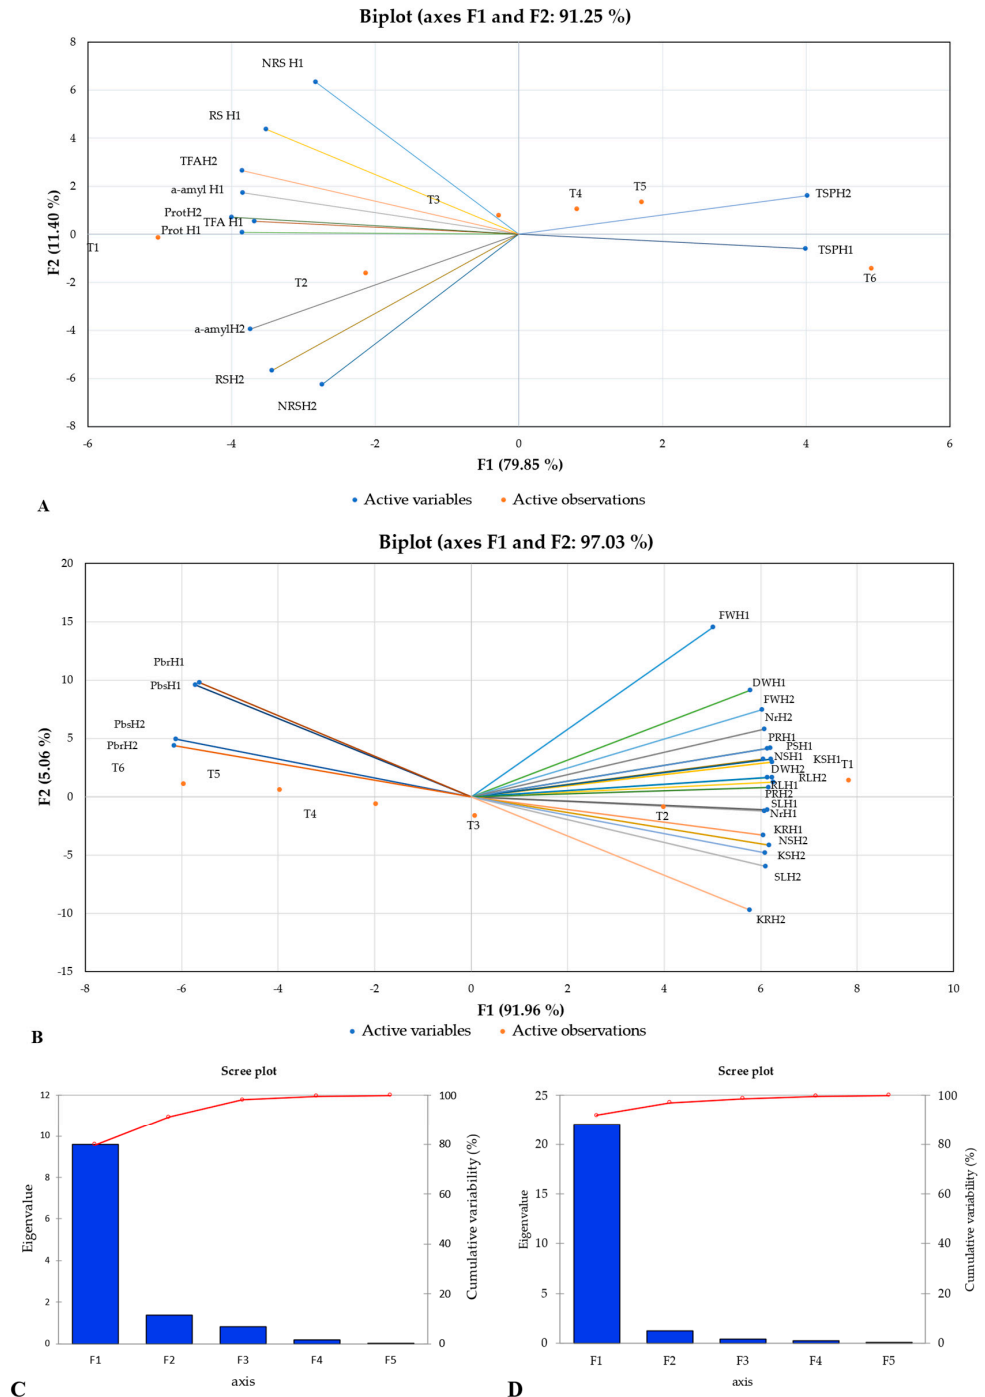 Biplot (axes F1 and F2: 91.25 %)
8
NRS H1
6
RS H1
4
TFAH2
2
a-amyl H1
T3
T4
T5
TSPH2
ProtH2
TFA H1
Prot H1
0
T1
TSPH1
T6
T2
-2
a-amylH2
-4
RSH2
-6
NRSH2
-8
F2 (11.40 %)
-6 -4 -2 0 2 4 6
F1 (79.85 %)
Active variables Active observations
A
Biplot (axes F1 and F2: 97.03 %)
20
FWH1
15
PbrH1
PbsH1
10
DWH1
FWH2
NrH2
PbsH2
PbrH2
5
PRH1
PSH1
NSH1
KSH1
T1
T6
T5
DWH2
RLH2
RLH1
PRH2
0
SLH1
NrH1
T4
T3
T2
KRH1
NSH2
-5
KSH2
SLH2
-10
KRH2
-15
F2 (5.06 %)
-8 -6 -4 -2 0 2 4 6 8 10
F1 (91.96 %)
Active variables Active observations
B
Scree plot
12
10
8
6
4
2
0
Eigenvalue
100
80
60
40
20
0
Cumulative variability (%)
F1 F2 F3 F4 F5
axis
C
Scree plot
25
20
15
10
5
0
Eigenvalue
100
80
60
40
20
0
Cumulative variability (%)
F1 F2 F3 F4 F5
axis
D